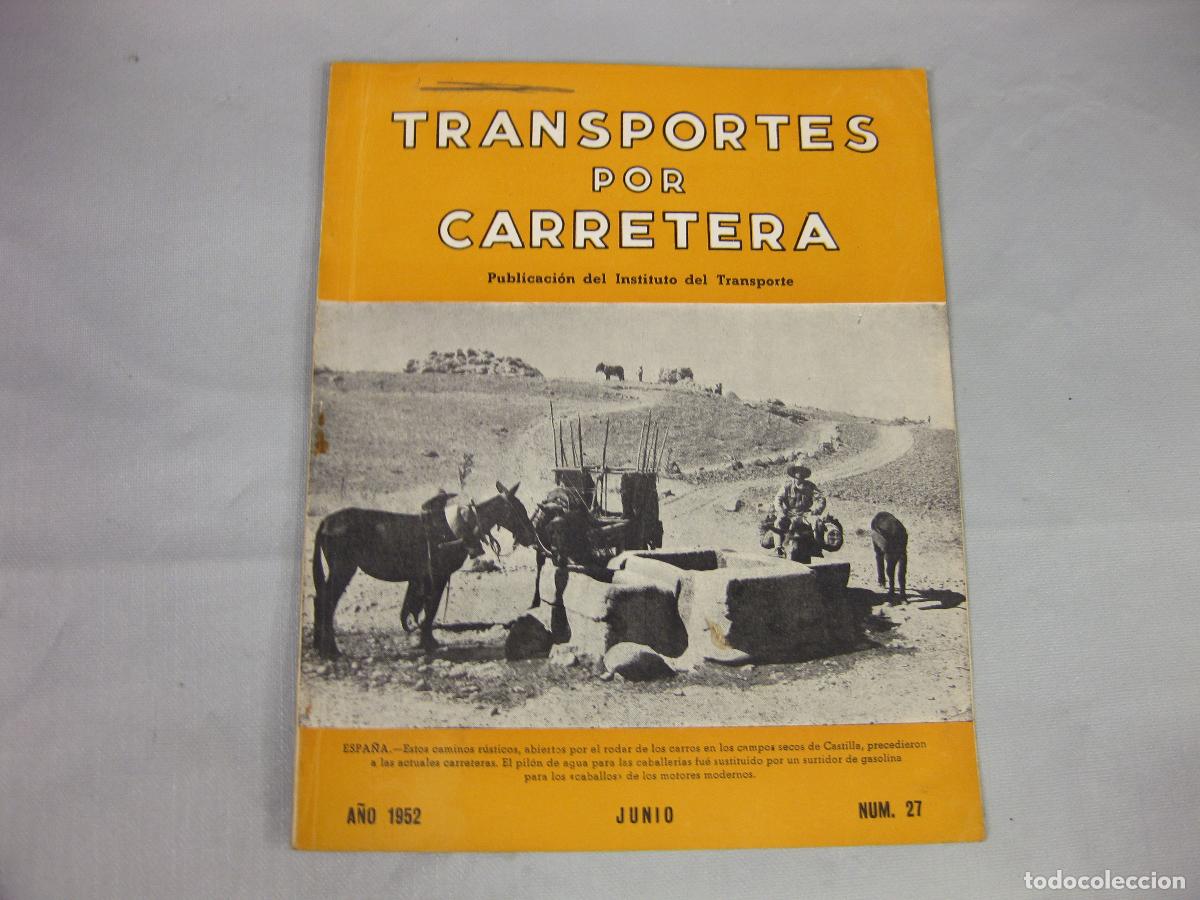 TRANSPORTES
POR
CARRETERA
Publicación del Instituto del Transporte
ESPAÑA.—Estos caminos rústicos, abiertos por el rodar de los carros en los campos secos de Castilla, precedieron
a las actuales carreteras. El pilón de agua para las caballerías fué sustituido por un surtidor de gasolina
para los «caballos» de los motores modernos.
AÑO 1952 JUNIO NUM. 27
todocoleccion